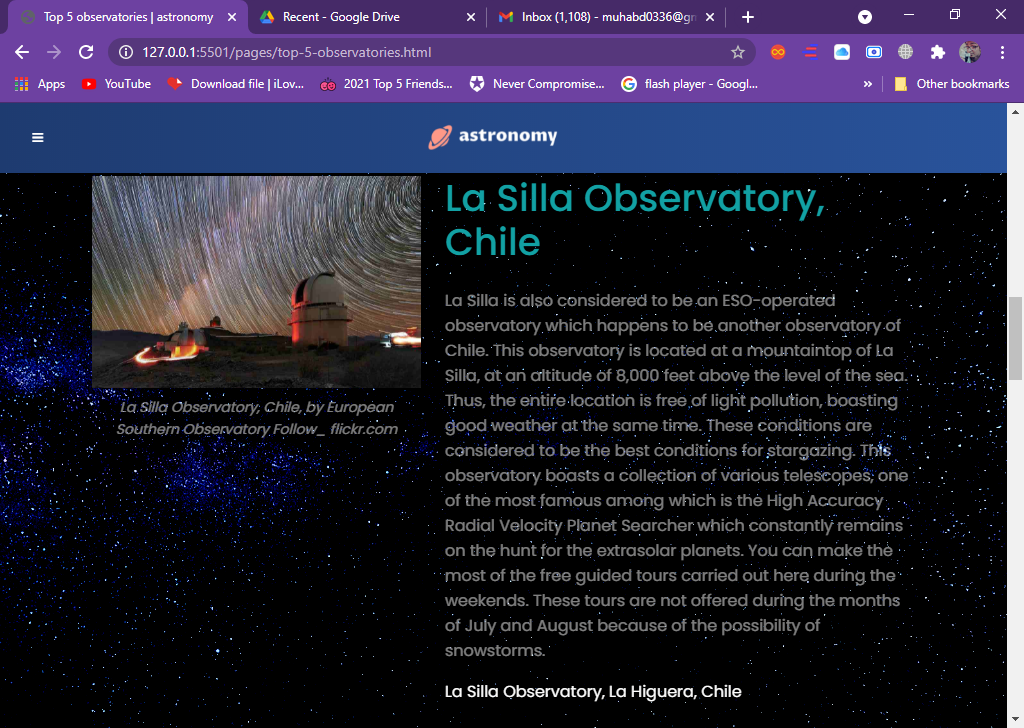 Top 5 observatories | astronomy
Recent - Google Drive
Inbox (1,108) - muhabd0336@gm
127.0.0.1:5501/pages/top-5-observatories.html
Apps
YouTube
Download file | iLov...
2021 Top 5 Friends...
Never Compromise...
flash player - Googl...
»
Other bookmarks
astronomy
La Silla Observatory,
Chile
La Silla Observatory, Chile, by European
Southern Observatory Follow_ flickr.com
La Silla is also considered to be an ESO-operated
observatory which happens to be another observatory of
Chile. This observatory is located at a mountaintop of La
Silla, at an altitude of 8,000 feet above the level of the sea.
Thus, the entire location is free of light pollution, boasting
good weather at the same time. These conditions are
considered to be the best conditions for stargazing. This
observatory boasts a collection of various telescopes, one
of the most famous among which is the High Accuracy
Radial Velocity Planet Searcher which constantly remains
on the hunt for the extrasolar planets. You can make the
most of the free guided tours carried out here during the
weekends. These tours are not offered during the months
of July and August because of the possibility of
snowstorms.
La Silla Observatory, La Higuera, Chile